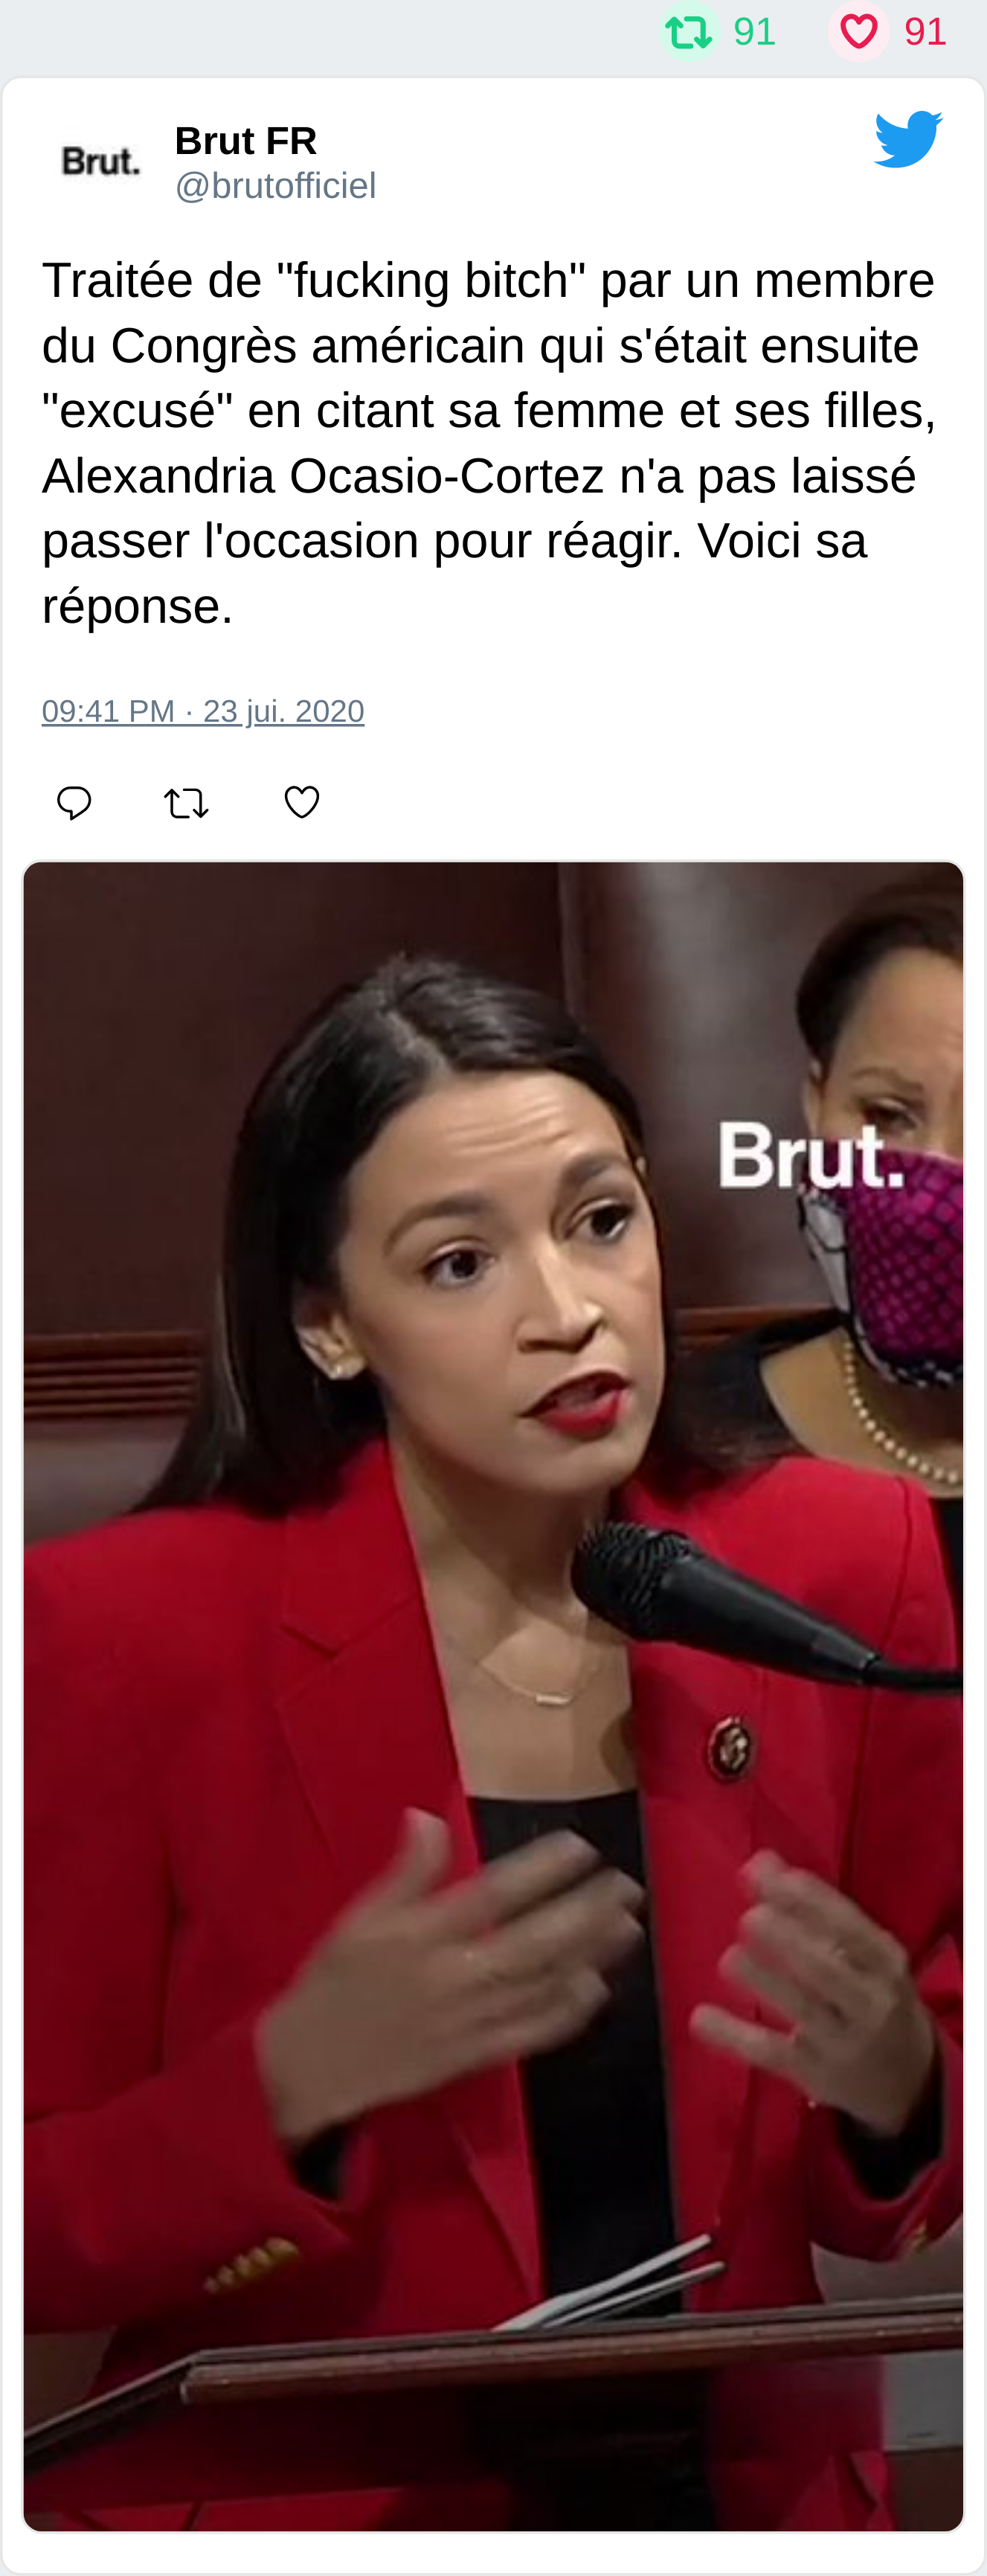 91 91
Brut.
Brut FR
@brutofficiel
Traitée de "fucking bitch" par un membre
du Congrès américain qui s'était ensuite
"excusé" en citant sa femme et ses filles,
Alexandria Ocasio-Cortez n'a pas laissé
passer l'occasion pour réagir. Voici sa
réponse.
09:41 PM · 23 jui. 2020
Brut.